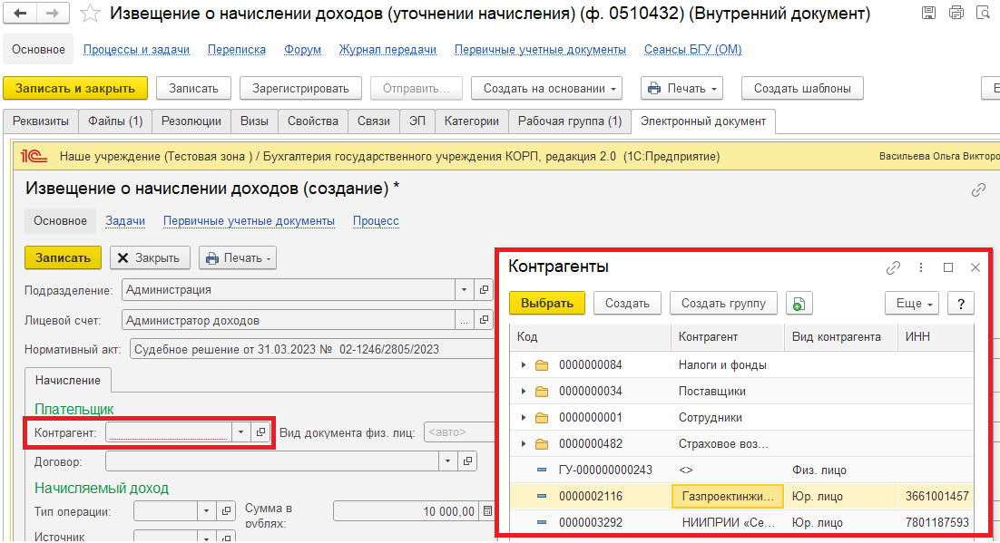 Извещение о начислении доходов (уточнении начисления) (ф. 0510432) (Внутренний документ)
Основное Процессы и задачи Переписка Форум Журнал передачи Первичные учетные документы Сеансы БГУ (ОМ)
Записать и закрыть Записать Зарегистрировать Отправить... Создать на основании Печать Создать шаблоны Е
Реквизиты Файлы (1) Резолюции Визы Свойства Связи ЭП Категории Рабочая группа (1) Электронный документ
1С Наше учреждение (Тестовая зона ) / Бухгалтерия государственного учреждения КОРП, редакция 2.0 (1С:Предприятие) Васильева Ольга Викторо
Извещение о начислении доходов (создание) *
Основное Задачи Первичные учетные документы Процесс
Записать Закрыть Печать
Подразделение: Администрация
Лицевой счет: Администратор доходов ...
Нормативный акт: Судебное решение от 31.03.2023 № 02-1246/2805/2023
Начисление
Плательщик
Контрагент: Вид документа физ. лиц: <авто>
Договор:
Начисляемый доход
Тип операции: Сумма в рублях: 10 000,00
Источник
Контрагенты
Выбрать Создать Создать группу Еще ?
Код Контрагент Вид контрагента ИНН
0000000084 Налоги и фонды
0000000034 Поставщики
0000000001 Сотрудники
0000000482 Страховое воз...
ГУ-000000000243 <> Физ. лицо
0000002116 Газпроектинжи... Юр. лицо 3661001457
0000003292 НИИПРИИ «Се... Юр. лицо 7801187593